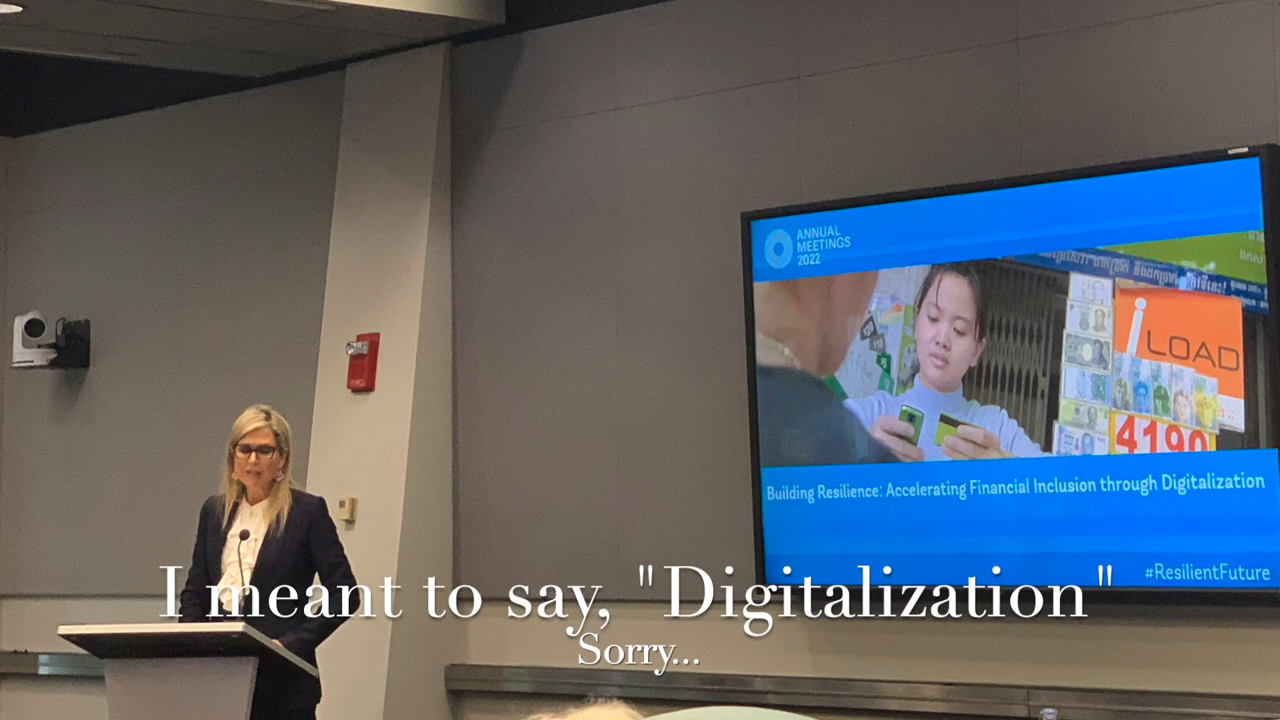 ANNUAL
MEETINGS
2022
i LOAD
4190
Building Resilience: Accelerating Financial Inclusion through Digitalization
#ResilientFuture
I meant to say, "Digitalization"
Sorry...